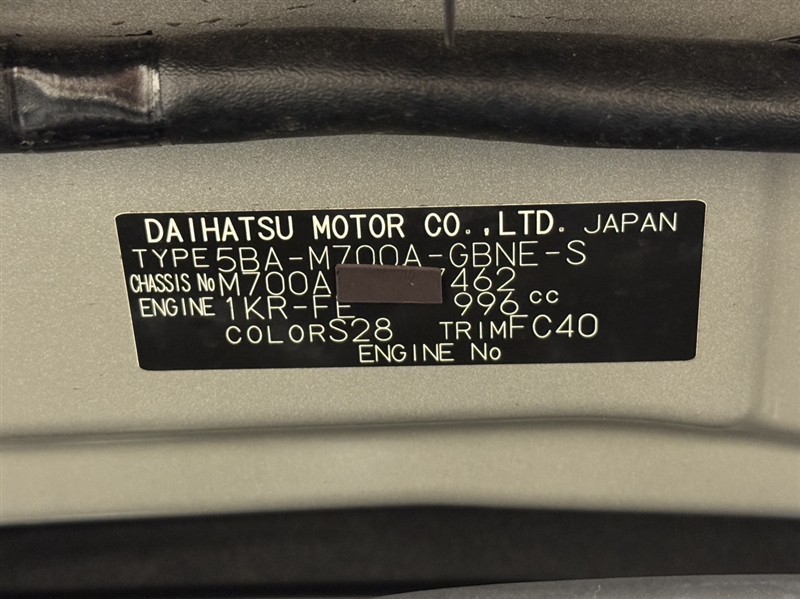 DAIHATSU MOTOR CO.,LTD. JAPAN
TYPE 5BA-M700A-GBNE-S
CHASSIS No M700A 7462
ENGINE 1KR-FE 996 cc
COLOR S28 TRIM FC40
ENGINE No